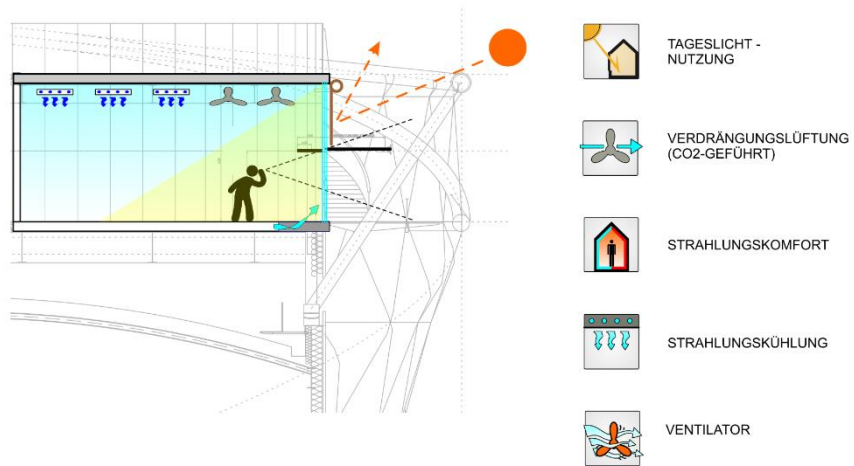 TAGESLICHT -
NUTZUNG
VERDRÄNGUNGSLÜFTUNG
(CO2-GEFÜHRT)
STRAHLUNGSKOMFORT
STRAHLUNGSKÜHLUNG
VENTILATOR